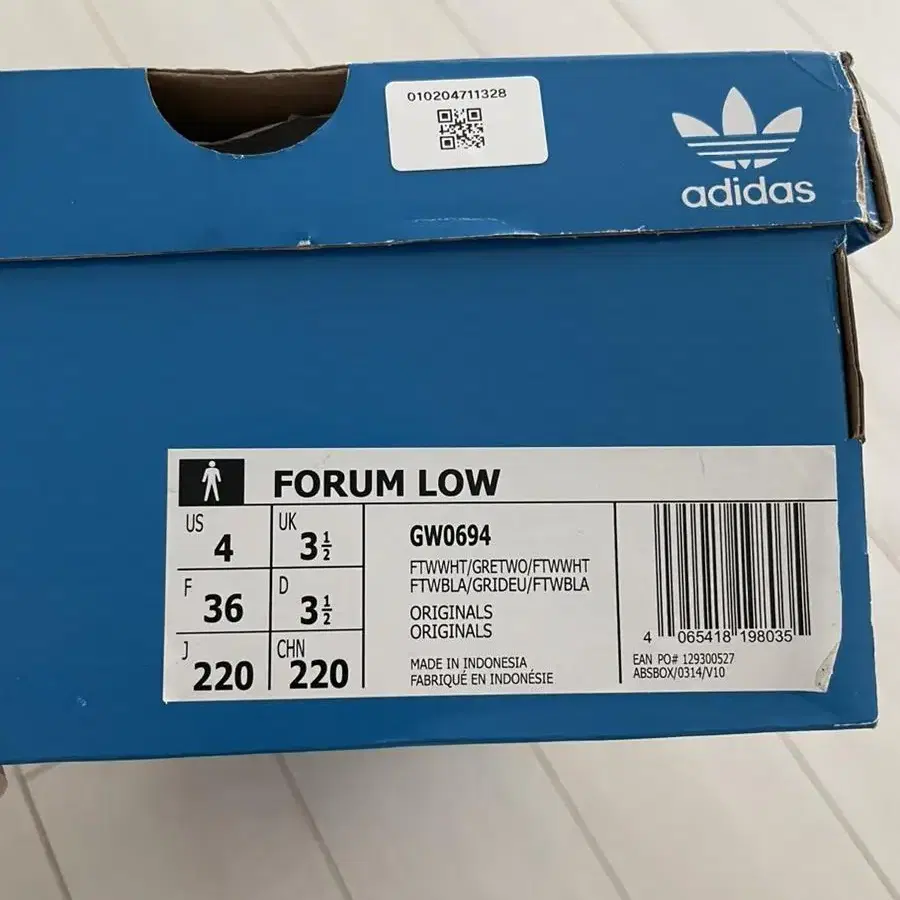 010204711328
adidas
FORUM LOW
US
4
UK
3 1/2
F
36
D
3 1/2
J
220
CHN
220
GW0694
FTWWHT/GRETWO/FTWWHT
FTWBLA/GRIDEU/FTWBLA
ORIGINALS
ORIGINALS
MADE IN INDONESIA
FABRIQUÉ EN INDONÉSIE
4 065418 198035
EAN PO# 129300527
ABSBOX/0314/V10